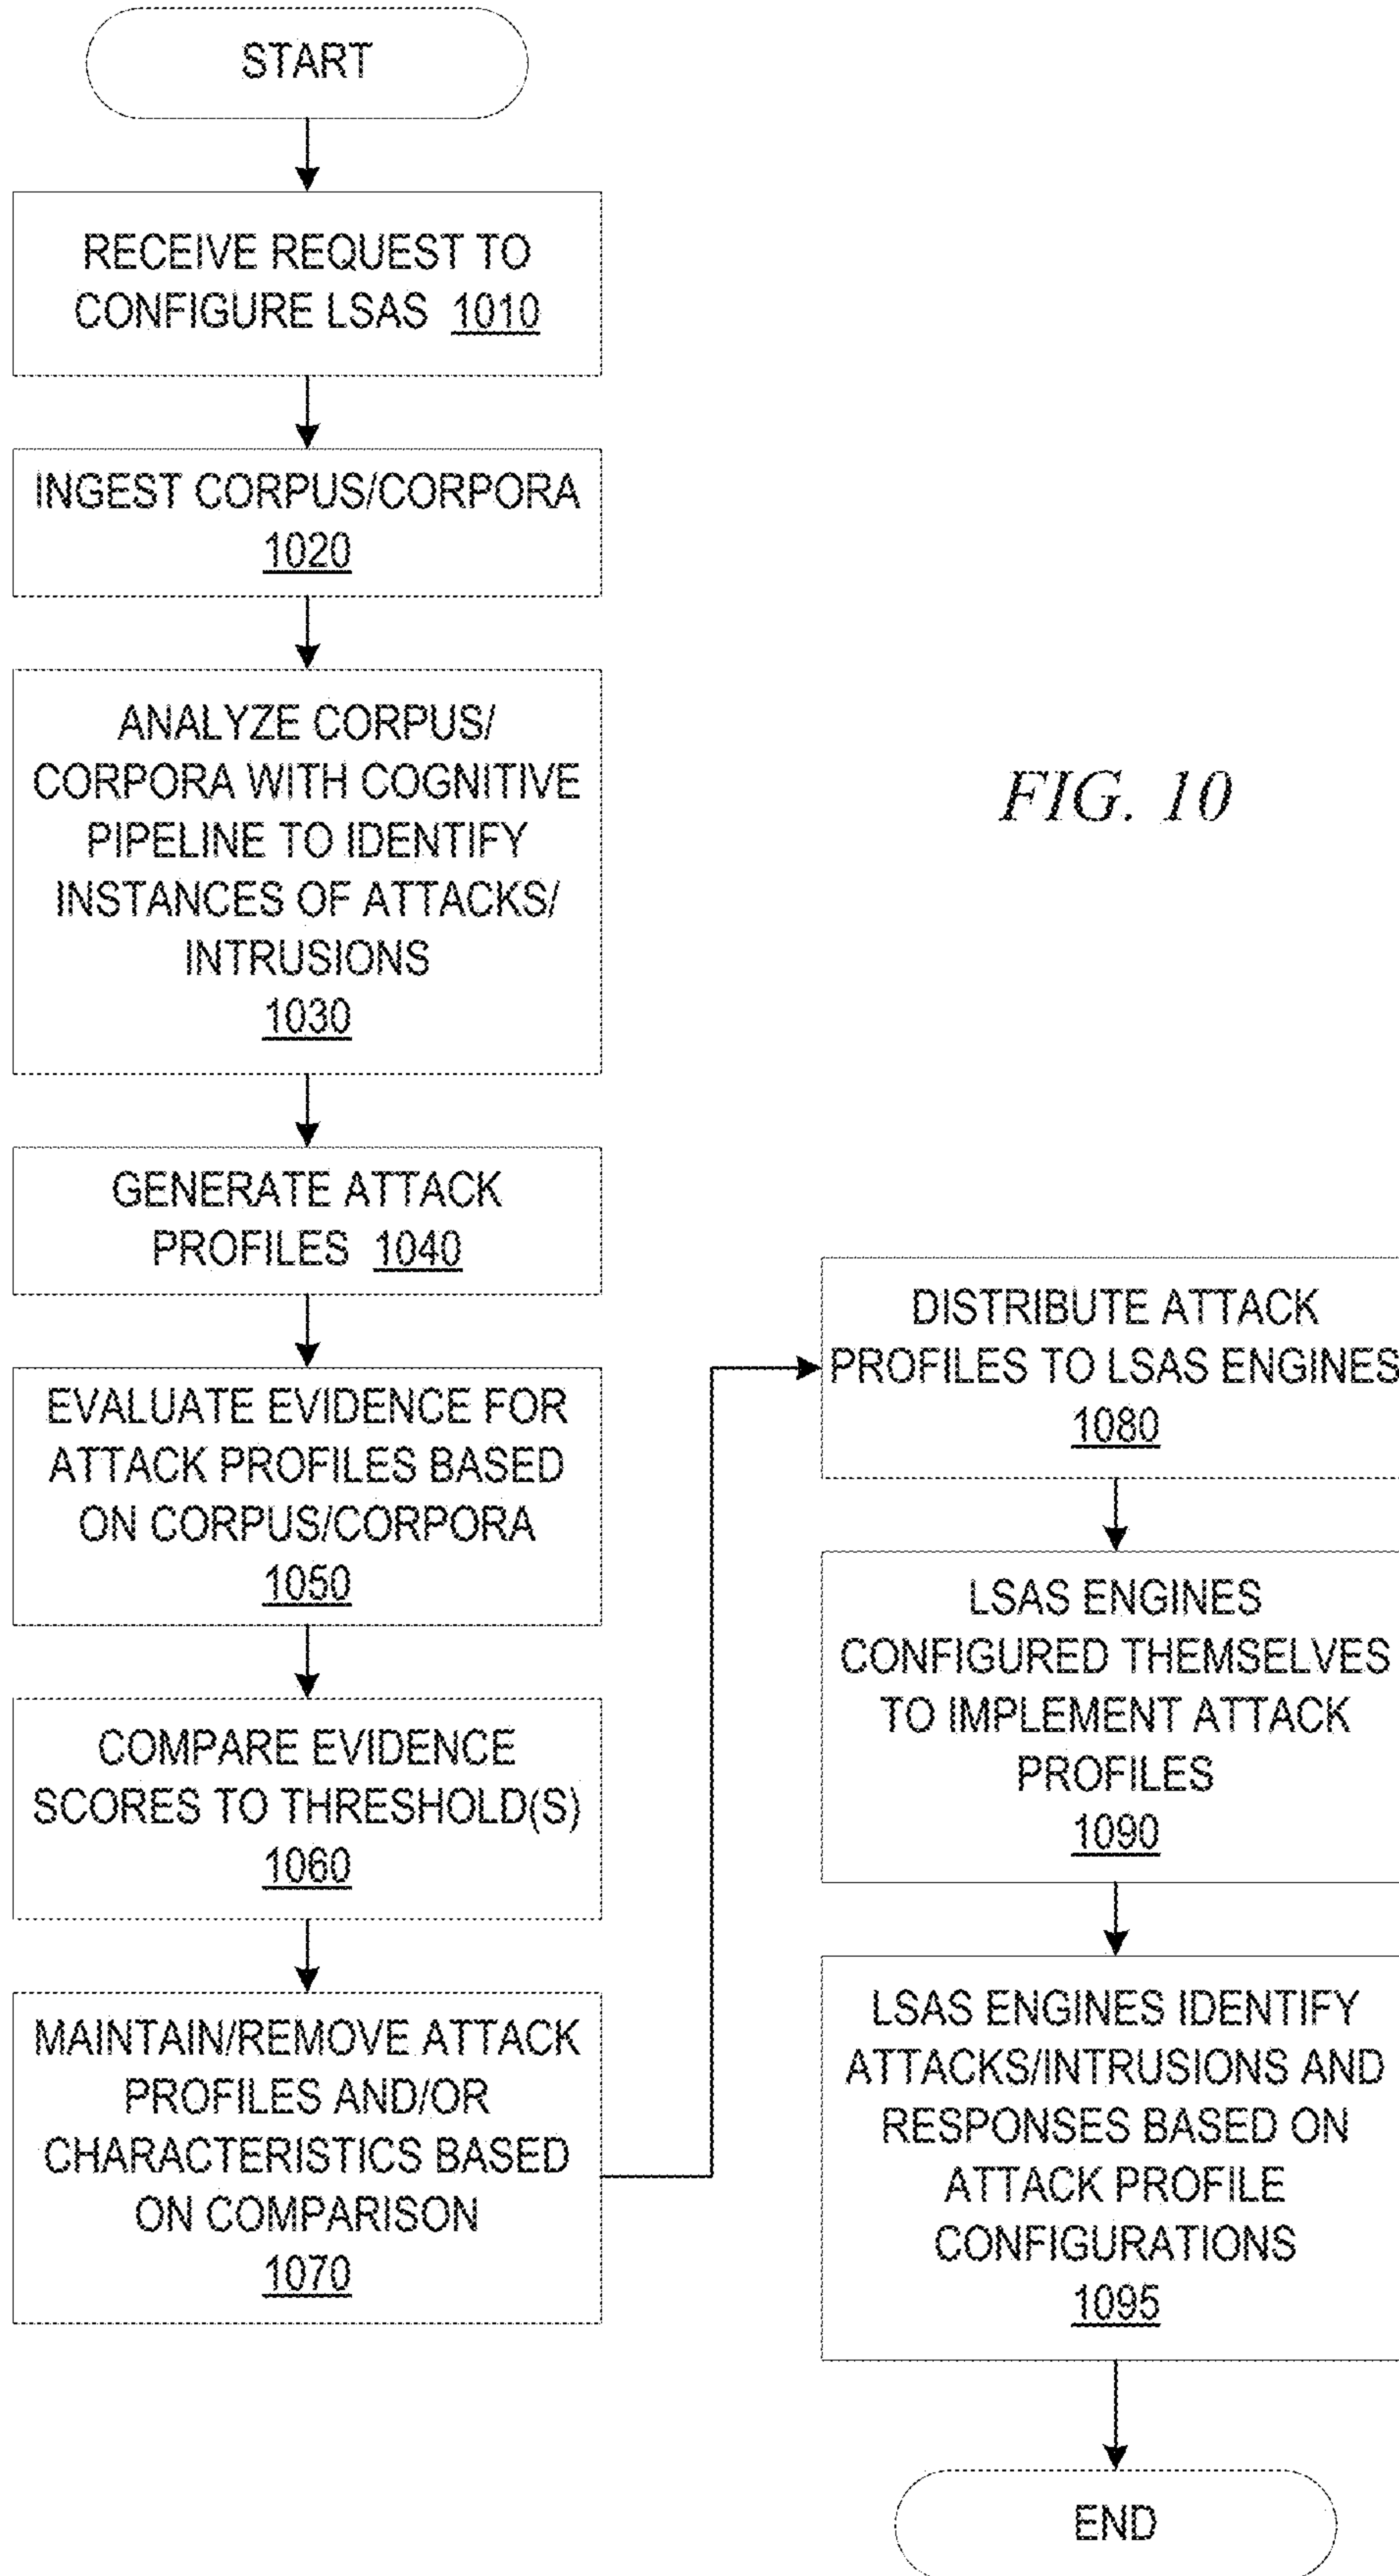 START
RECEIVE REQUEST TO
CONFIGURE LSAS 1010
INGEST CORPUS/CORPORA
1020
ANALYZE CORPUS/
CORPORA WITH COGNITIVE
PIPELINE TO IDENTIFY
INSTANCES OF ATTACKS/
INTRUSIONS
1030
GENERATE ATTACK
PROFILES 1040
EVALUATE EVIDENCE FOR
ATTACK PROFILES BASED
ON CORPUS/CORPORA
1050
COMPARE EVIDENCE
SCORES TO THRESHOLD(S)
1060
MAINTAIN/REMOVE ATTACK
PROFILES AND/OR
CHARACTERISTICS BASED
ON COMPARISON
1070
FIG. 10
DISTRIBUTE ATTACK
PROFILES TO LSAS ENGINES
1080
LSAS ENGINES
CONFIGURED THEMSELVES
TO IMPLEMENT ATTACK
PROFILES
1090
LSAS ENGINES IDENTIFY
ATTACKS/INTRUSIONS AND
RESPONSES BASED ON
ATTACK PROFILE
CONFIGURATIONS
1095
END